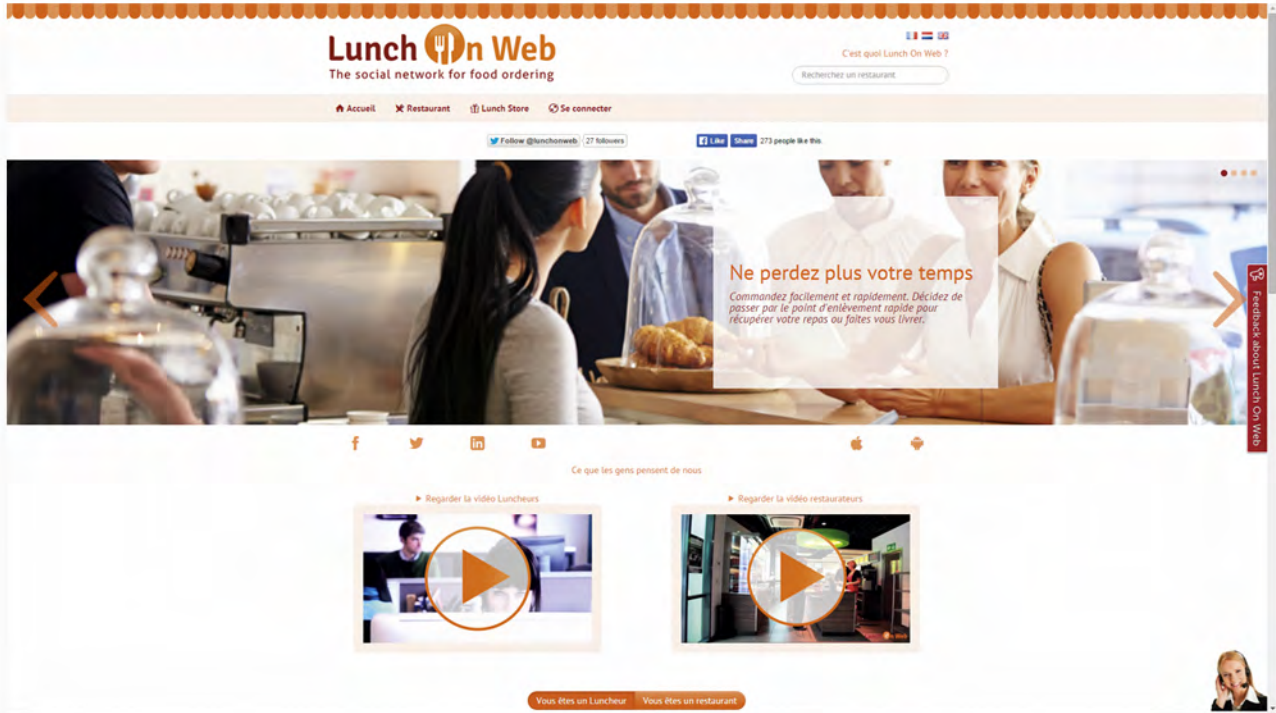 Lunch On Web
The social network for food ordering
C'est quoi Lunch On Web ?
Recherchez un restaurant
Accueil Restaurant Lunch Store Se connecter
Follow @lunchonweb 27 followers Like Share 273 people like this.
Ne perdez plus votre temps
Commandez facilement et rapidement. Décidez de
passer par le point d'enlèvement rapide pour
récupérer votre repas ou faites vous livrer.
Feedback about Lunch On Web
Ce que les gens pensent de nous
Regarder la vidéo Luncheurs Regarder la vidéo restaurateurs
On Web
Vous êtes un Luncheur Vous êtes un restaurant